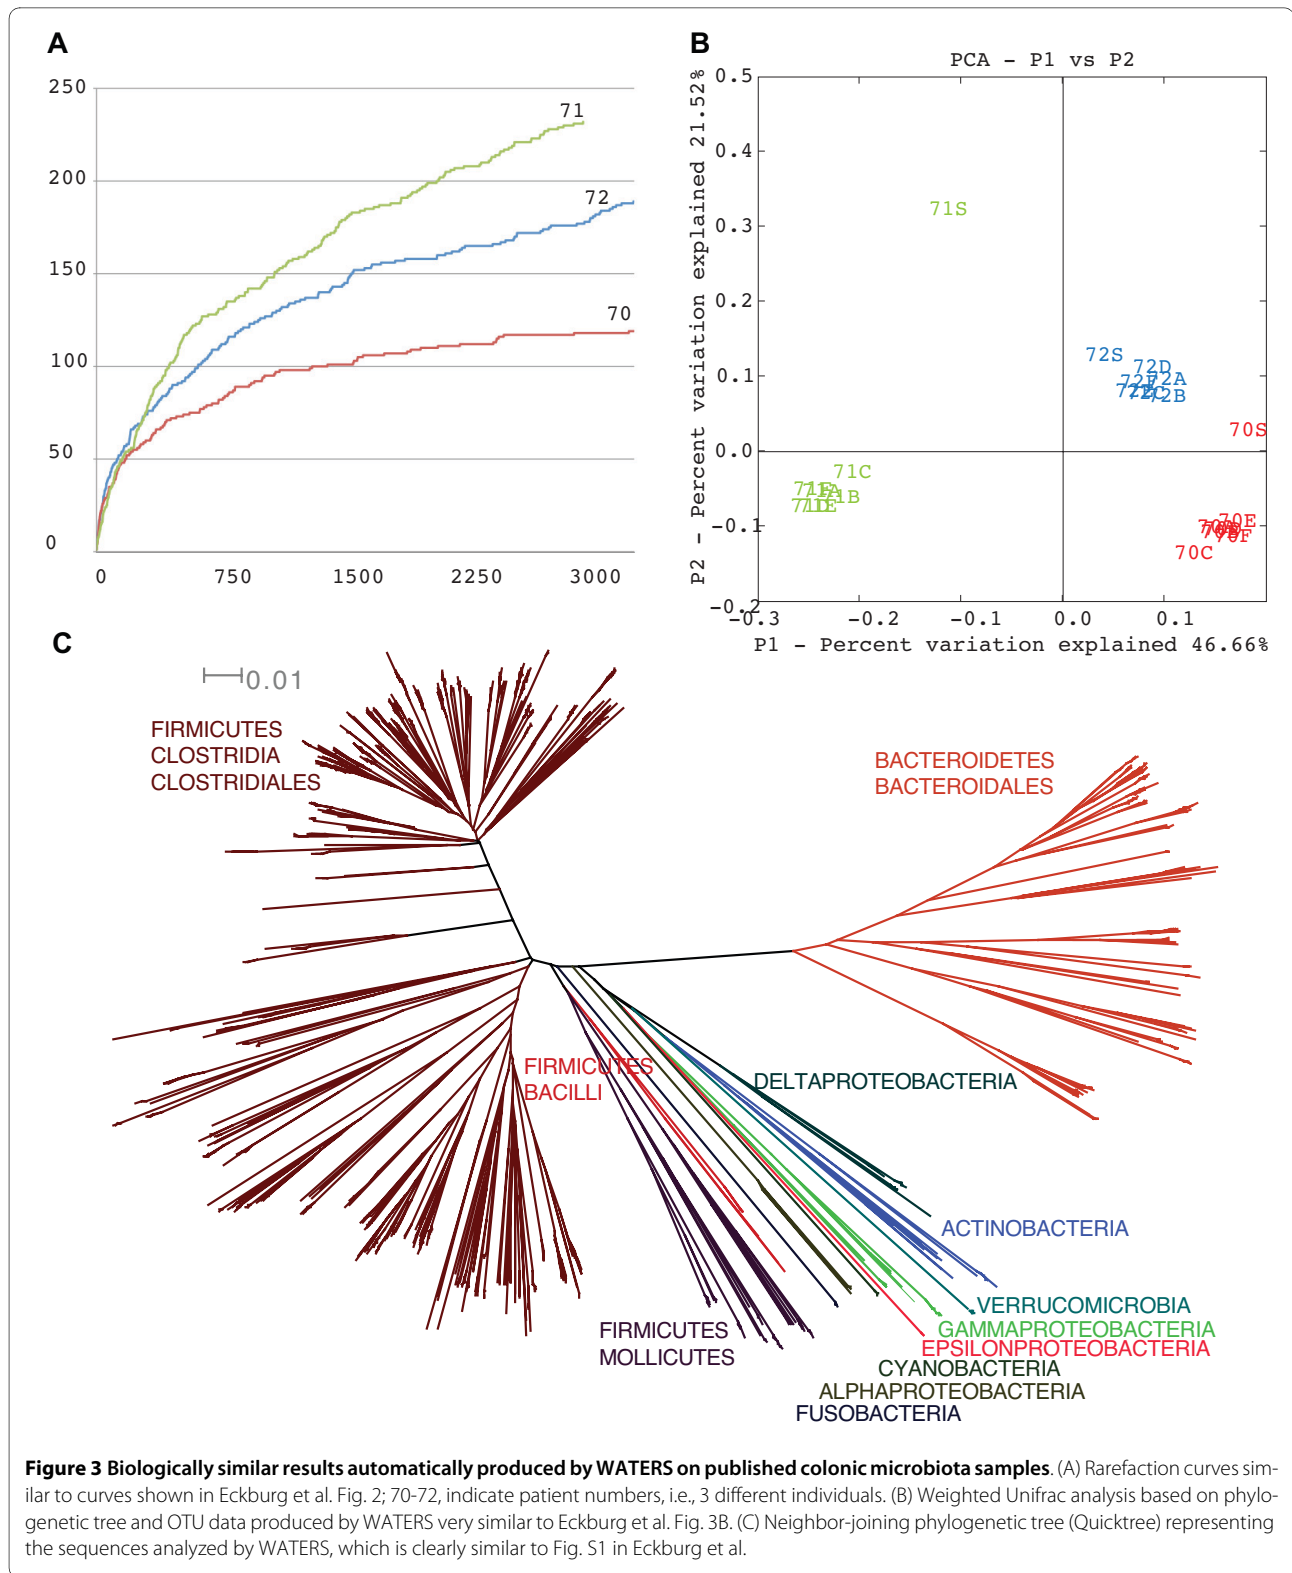 A
250
200
150
100
50
0
0 750 1500 2250 3000
71
72
70
B
PCA - P1 vs P2
P2 - Percent variation explained 21.52%
0.5
0.4
0.3
0.2
0.1
0.0
-0.1
-0.2
-0.3 -0.2 -0.1 0.0 0.1
P1 - Percent variation explained 46.66%
71S
72S
72D
72A
72C
72B
70S
71C
71A
71B
71D
71E
70E
70F
70C
C
0.01
FIRMICUTES
CLOSTRIDIA
CLOSTRIDIALES
BACTEROIDETES
BACTEROIDALES
FIRMICUTES
BACILLI
DELTAPROTEOBACTERIA
ACTINOBACTERIA
VERRUCOMICROBIA
GAMMAPROTEOBACTERIA
EPSILONPROTEOBACTERIA
CYANOBACTERIA
ALPHAPROTEOBACTERIA
FUSOBACTERIA
FIRMICUTES
MOLLICUTES
Figure 3 Biologically similar results automatically produced by WATERS on published colonic microbiota samples. (A) Rarefaction curves sim-
ilar to curves shown in Eckburg et al. Fig. 2; 70-72, indicate patient numbers, i.e., 3 different individuals. (B) Weighted Unifrac analysis based on phylo-
genetic tree and OTU data produced by WATERS very similar to Eckburg et al. Fig. 3B. (C) Neighbor-joining phylogenetic tree (Quicktree) representing
the sequences analyzed by WATERS, which is clearly similar to Fig. S1 in Eckburg et al.